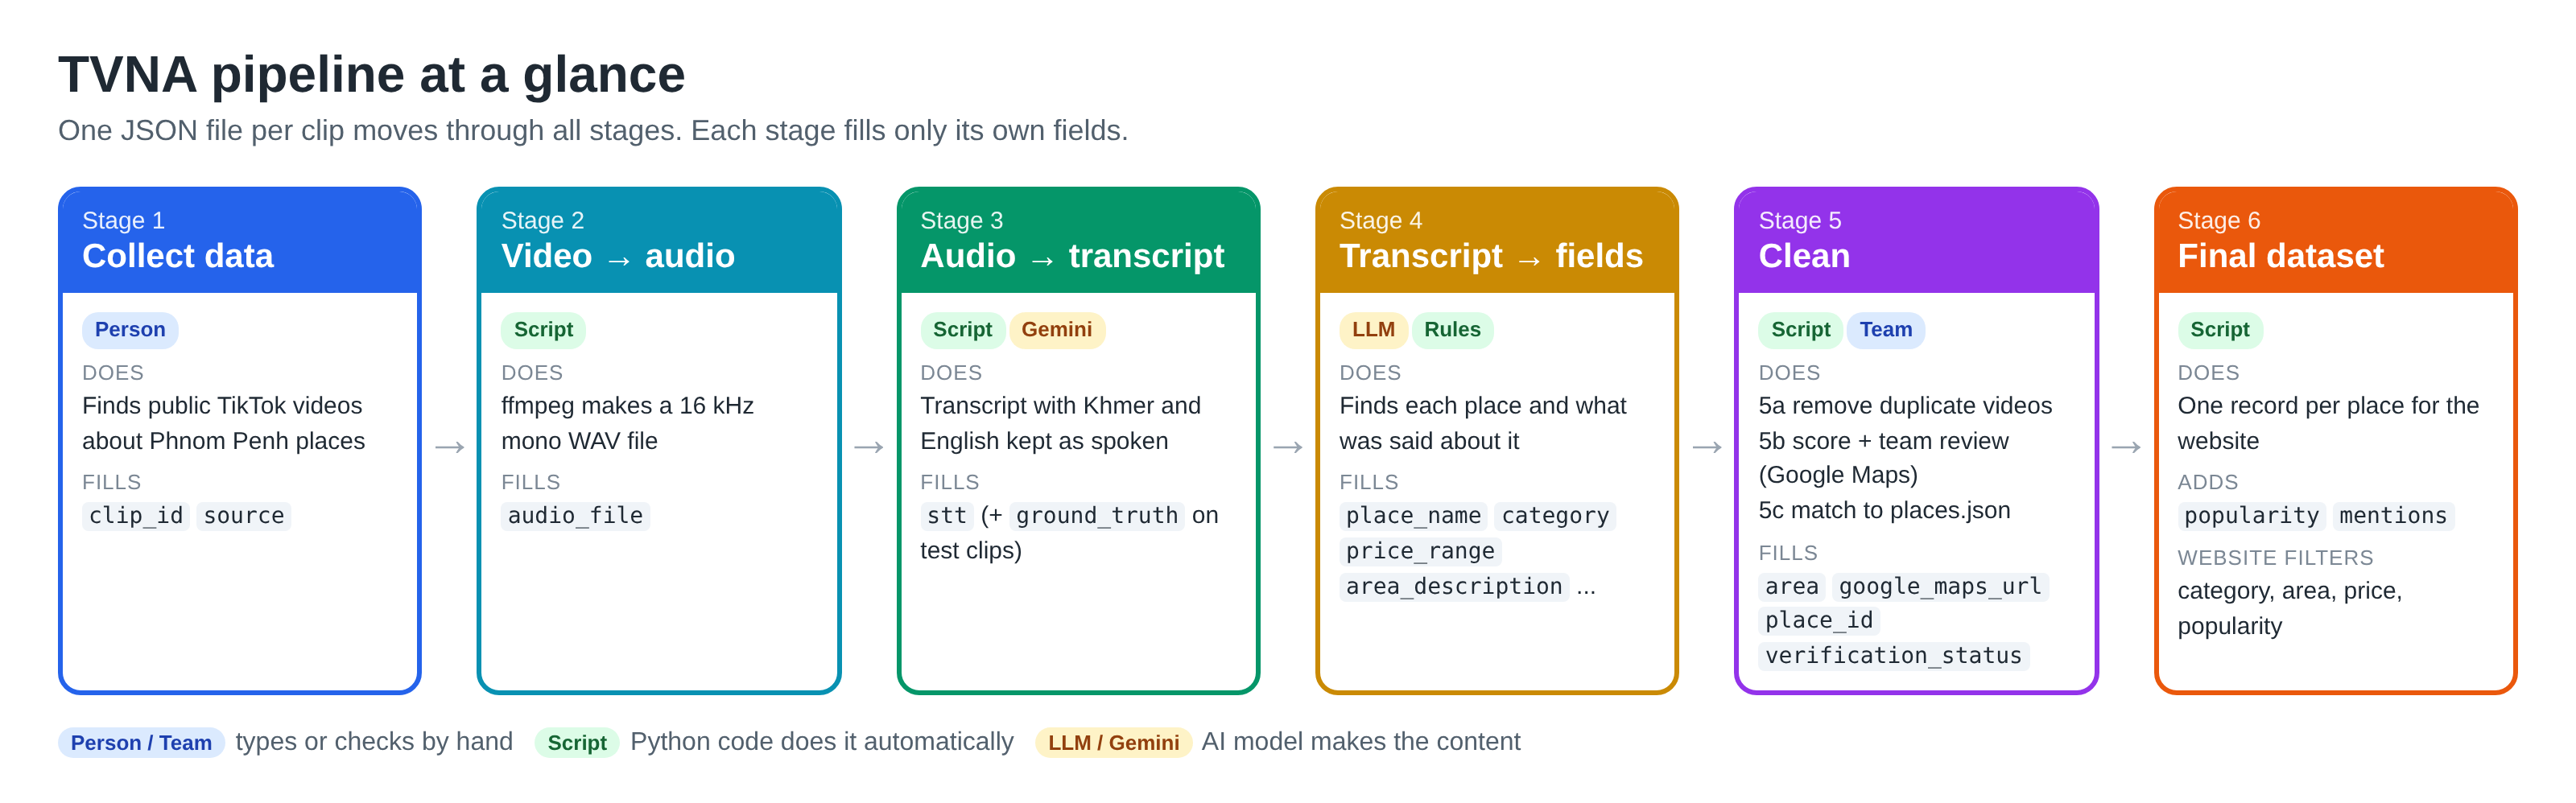 TVNA pipeline at a glance
One JSON file per clip moves through all stages. Each stage fills only its own fields.
Stage 1
Collect data
Person
DOES
Finds public TikTok videos
about Phnom Penh places
FILLS
clip_id source
→
Stage 2
Video → audio
Script
DOES
ffmpeg makes a 16 kHz
mono WAV file
FILLS
audio_file
→
Stage 3
Audio → transcript
Script Gemini
DOES
Transcript with Khmer and
English kept as spoken
FILLS
stt (+ ground_truth on
test clips)
→
Stage 4
Transcript → fields
LLM Rules
DOES
Finds each place and what
was said about it
FILLS
place_name category
price_range
area_description ...
→
Stage 5
Clean
Script Team
DOES
5a remove duplicate videos
5b score + team review
(Google Maps)
5c match to places.json
FILLS
area google_maps_url
place_id
verification_status
→
Stage 6
Final dataset
Script
DOES
One record per place for the
website
ADDS
popularity mentions
WEBSITE FILTERS
category, area, price,
popularity
Person / Team types or checks by hand Script Python code does it automatically LLM / Gemini AI model makes the content